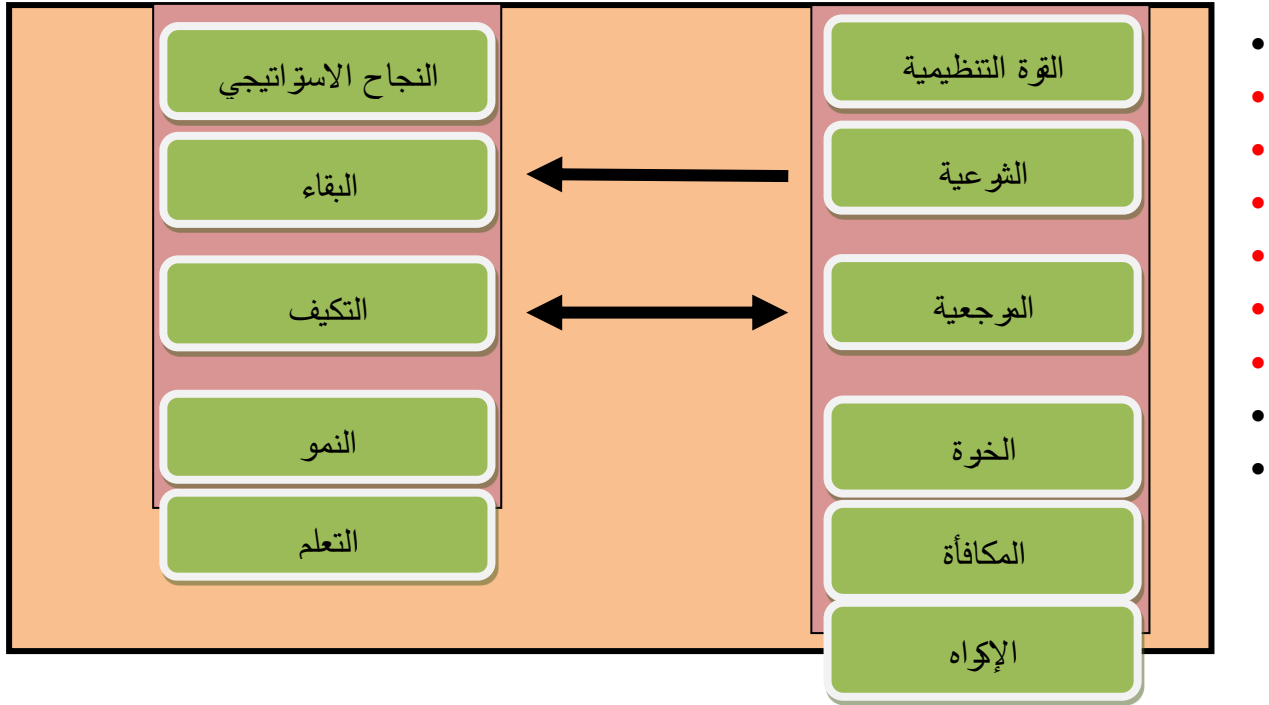 القوة التنظيمية
الشرعية
المرجعية
الخبرة
المكافأة
الإكراه
النجاح الاستراتيجي
البقاء
التكيف
النمو
التعلم